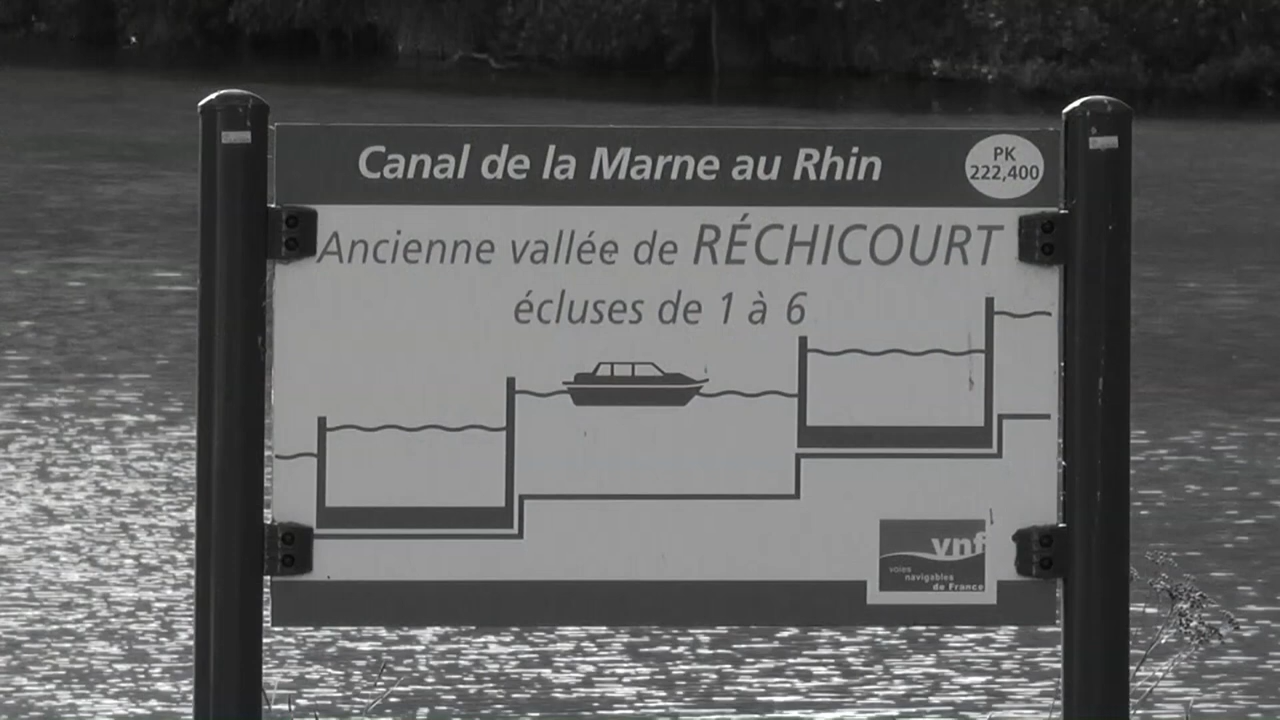 Canal de la Marne au Rhin
PK
222,400
Ancienne vallée de RÉCHICOURT
écluses de 1 à 6
vnf
voies
navigables
de France